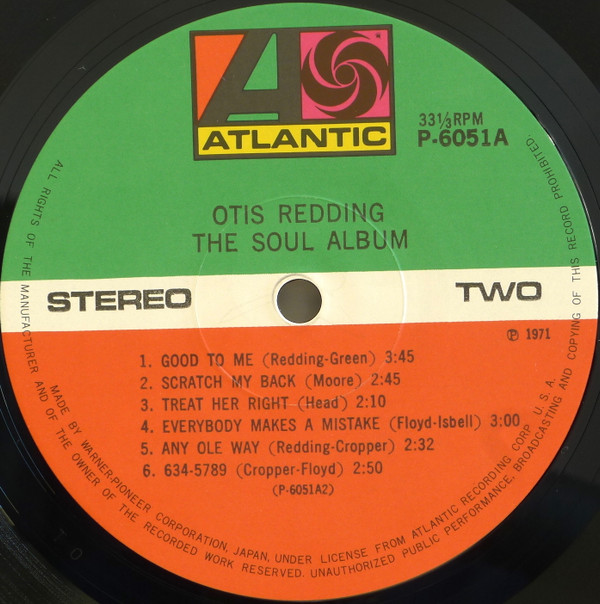 ATLANTIC
33⅓RPM
P-6051A
OTIS REDDING
THE SOUL ALBUM
STEREO
TWO
Ⓟ 1971
1. GOOD TO ME (Redding-Green) 3:45
2. SCRATCH MY BACK (Moore) 2:45
3. TREAT HER RIGHT (Head) 2:10
4. EVERYBODY MAKES A MISTAKE (Floyd-Isbell) 3:00
5. ANY OLE WAY (Redding-Cropper) 2:32
6. 634-5789 (Cropper-Floyd) 2:50
(P-6051A2)
MADE BY WARNER-PIONEER CORPORATION, JAPAN, UNDER LICENSE FROM ATLANTIC RECORDING CORP. U.S.A.
ALL RIGHTS OF THE MANUFACTURER AND OF THE OWNER OF THE RECORDED WORK RESERVED. UNAUTHORIZED PUBLIC PERFORMANCE, BROADCASTING AND COPYING OF THIS RECORD PROHIBITED.